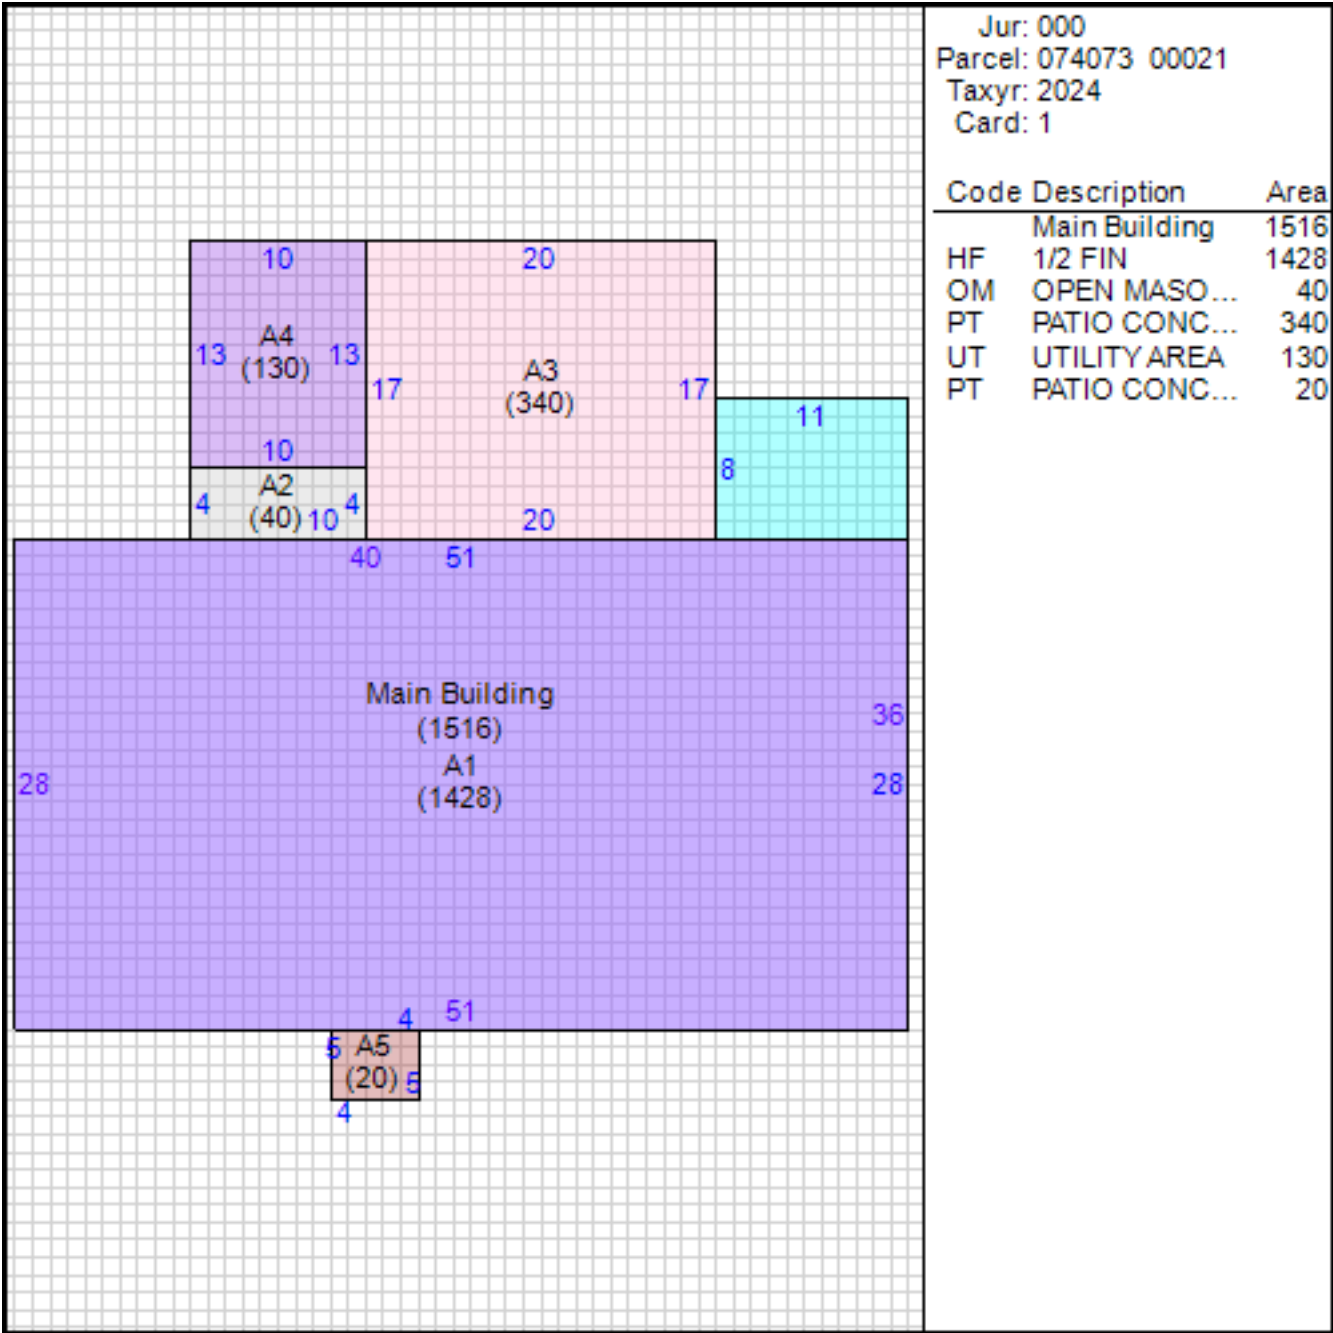 Jur: 000
Parcel: 074073 00021
Taxyr: 2024
Card: 1
Code Description Area
Main Building 1516
HF 1/2 FIN 1428
OM OPEN MASO... 40
PT PATIO CONC... 340
UT UTILITY AREA 130
PT PATIO CONC... 20
10
20
A4
13 (130) 13
A3
17 (340) 17
11
10
8
A2
4 (40) 10 4
20
40 51
Main Building
(1516)
36
A1
28 (1428) 28
4 51
5 A5
(20) 5
4